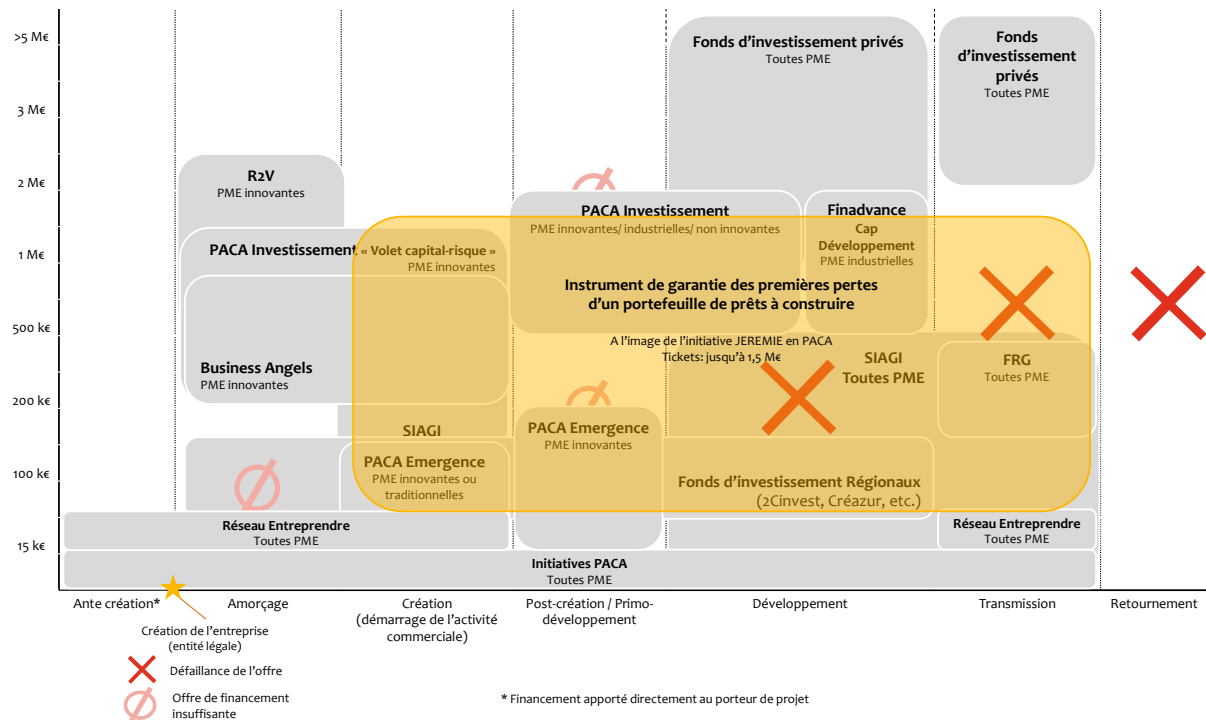 >5 M€
3 M€
2 M€
1 M€
500 k€
200 k€
100 k€
15 k€
Fonds d'investissement privés
Toutes PME
Fonds
d'investissement
privés
Toutes PME
R2V
PME innovantes
PACA Investissement « Volet capital-risque »
PME innovantes
PACA Investissement
PME innovantes/ industrielles/ non innovantes
Finadvance
Cap
Développement
PME industrielles
Instrument de garantie des premières pertes
d'un portefeuille de prêts à construire
A l'image de l'initiative JEREMIE en PACA
Tickets: jusqu'à 1,5 M€
Business Angels
PME innovantes
SIAGI
Toutes PME
FRG
Toutes PME
SIAGI
PACA Emergence
PME innovantes ou
traditionnelles
PACA Emergence
PME innovantes
Fonds d'investissement Régionaux
(2Cinvest, Créazur, etc.)
Réseau Entreprendre
Toutes PME
Réseau Entreprendre
Toutes PME
Initiatives PACA
Toutes PME
Ante création*
Amorçage
Création
(démarrage de l'activité
commerciale)
Post-création / Primo-
développement
Développement
Transmission
Retournement
Création de l'entreprise
(entité légale)
Défaillance de l'offre
Offre de financement
insuffisante
* Financement apporté directement au porteur de projet